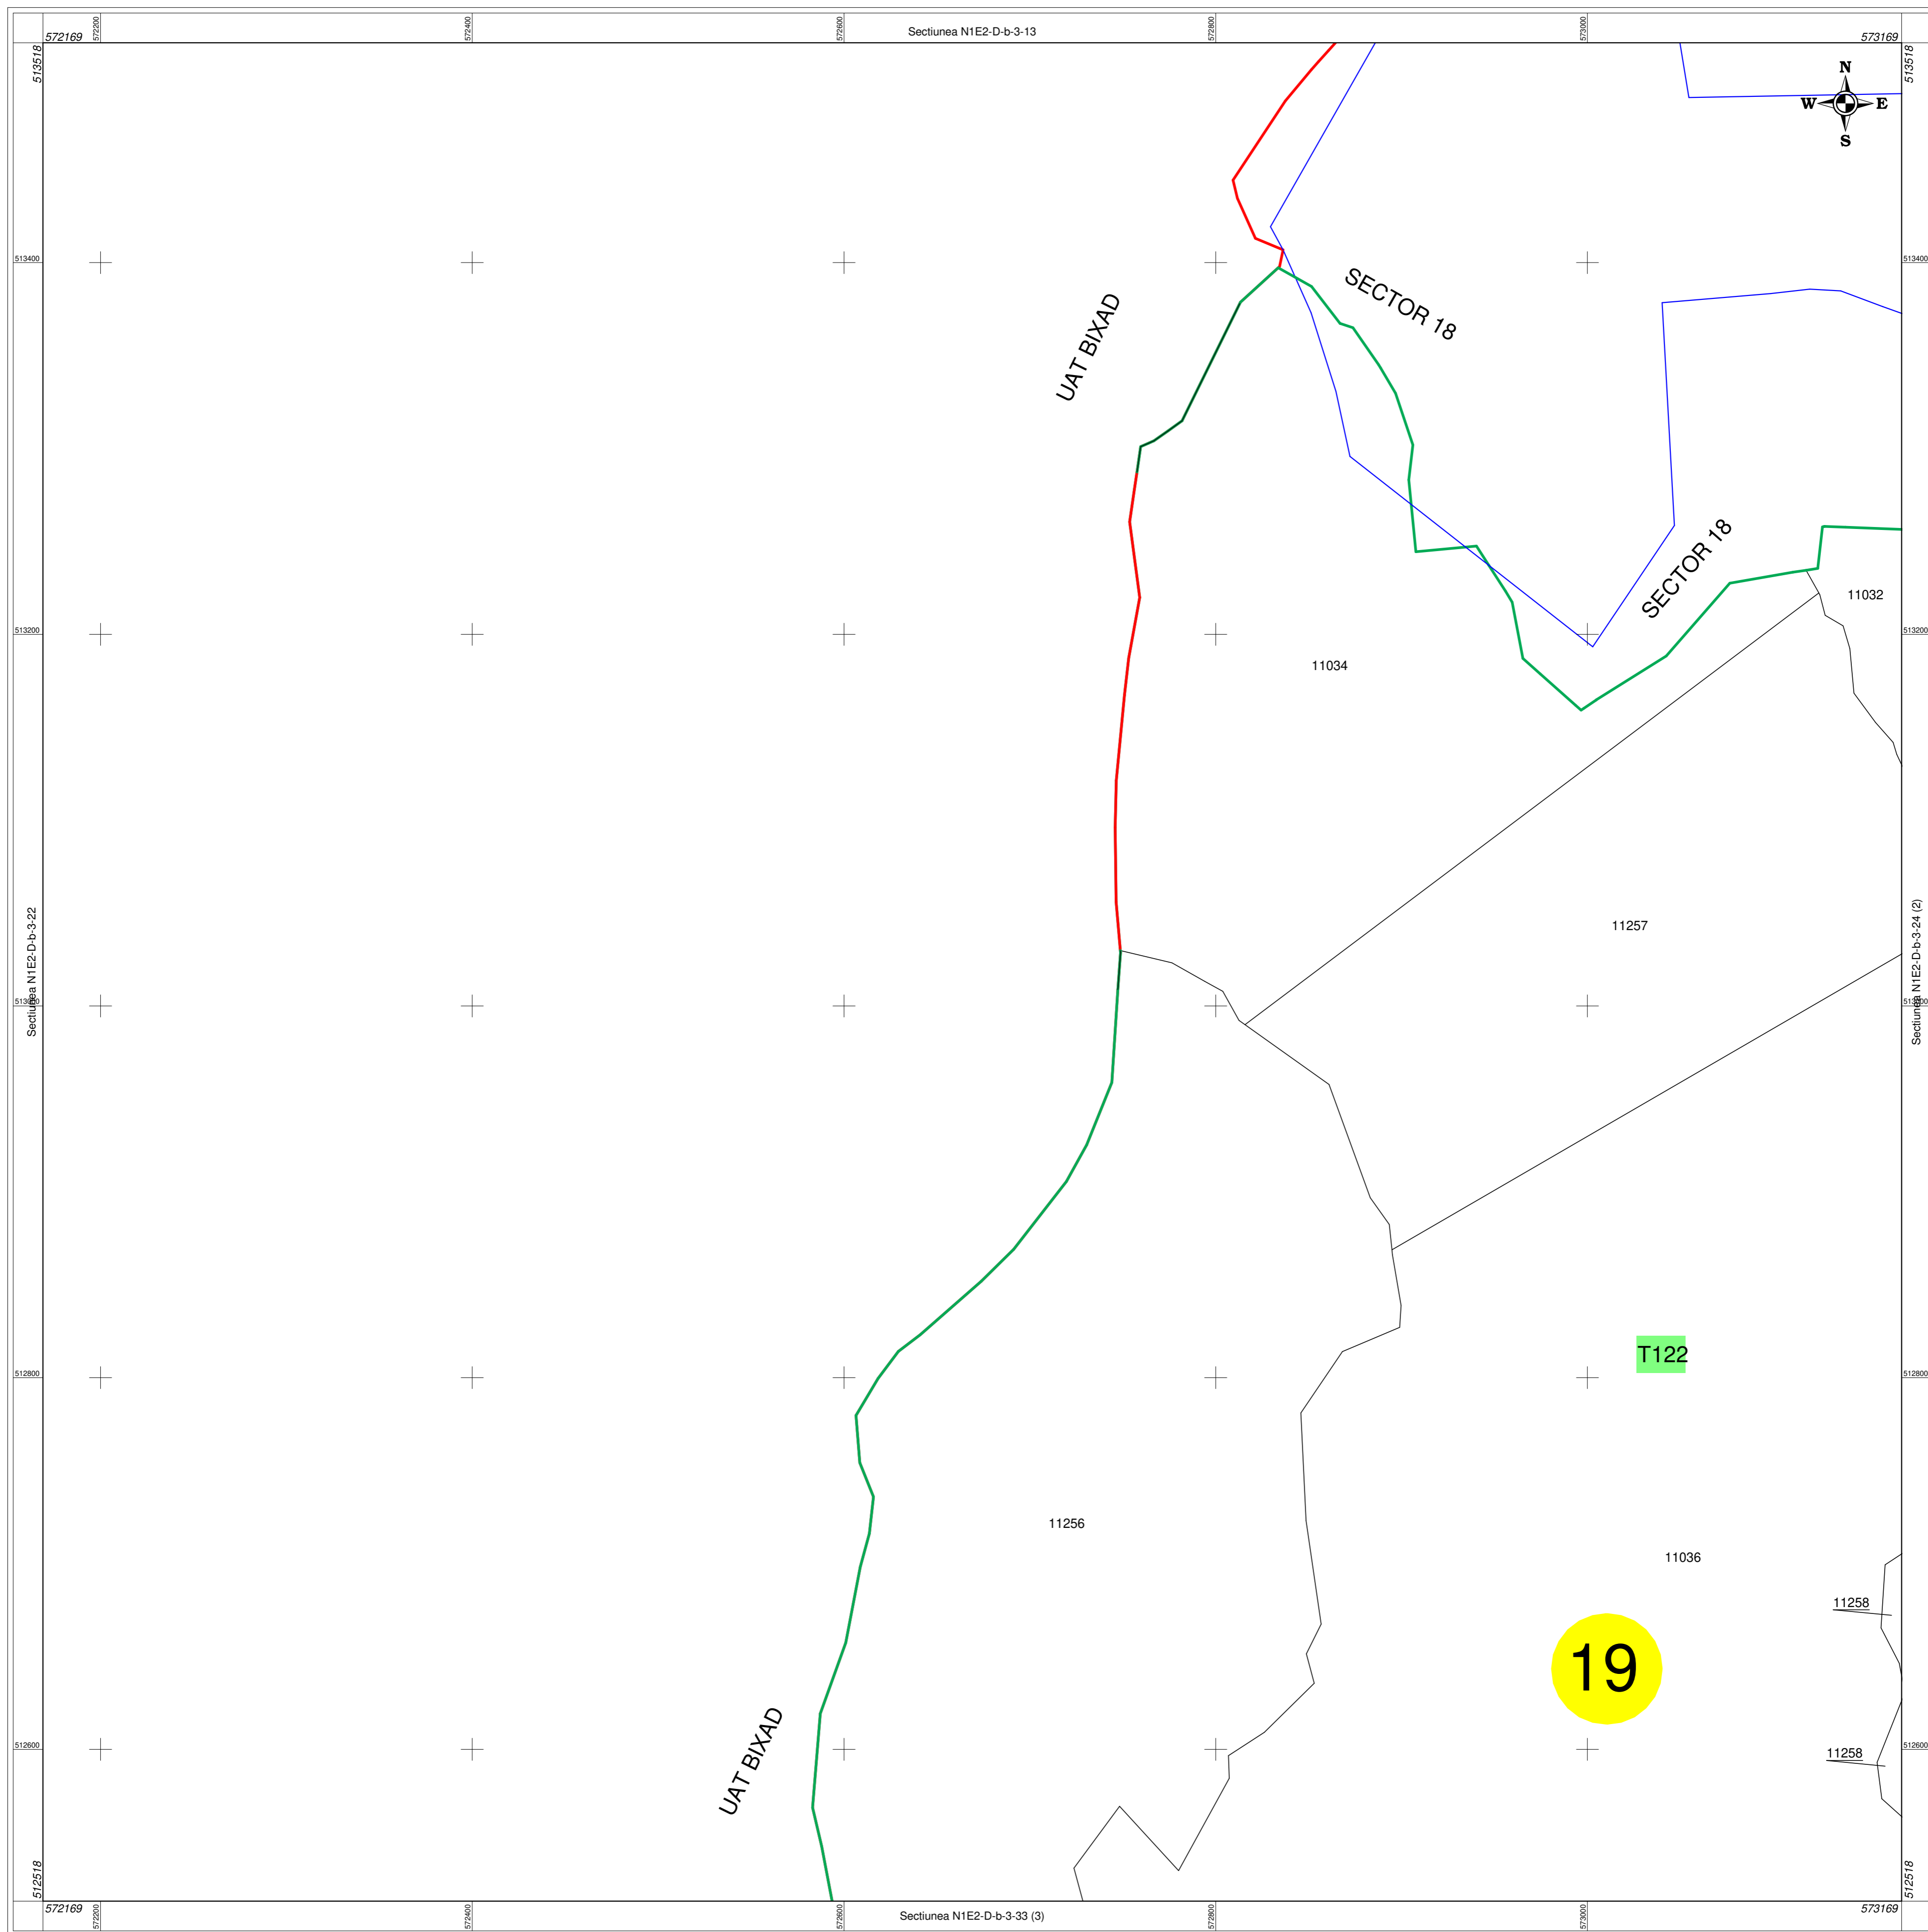 572200
572400
572600
572800
573000
Sectiunea N1E2-D-b-3-13
572169
573169
513518
513518
N
W
E
S
513400
513400
SECTOR 18
UAT BIXAD
SECTOR 18
11032
513200
513200
11034
11257
Sectiunea N1E2-D-b-3-22
Sectiunea N1E2-D-b-3-24 (2)
513000
513000
T122
512800
512800
11256
11036
11258
19
UAT BIXAD
512600
512600
11258
512518
512518
572169
573169
572200
572400
572600
572800
573000
Sectiunea N1E2-D-b-3-33 (3)